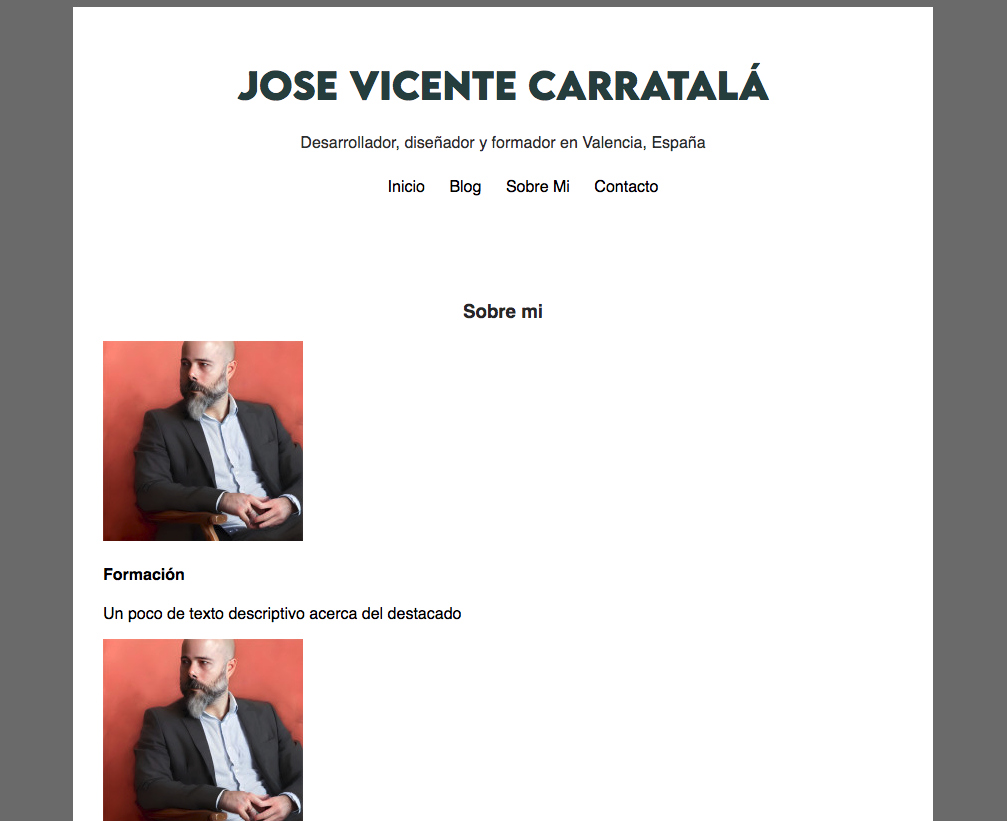 JOSE VICENTE CARRATALÁ
Desarrollador, diseñador y formador en Valencia, España
Inicio Blog Sobre Mi Contacto
Sobre mi
Formación
Un poco de texto descriptivo acerca del destacado